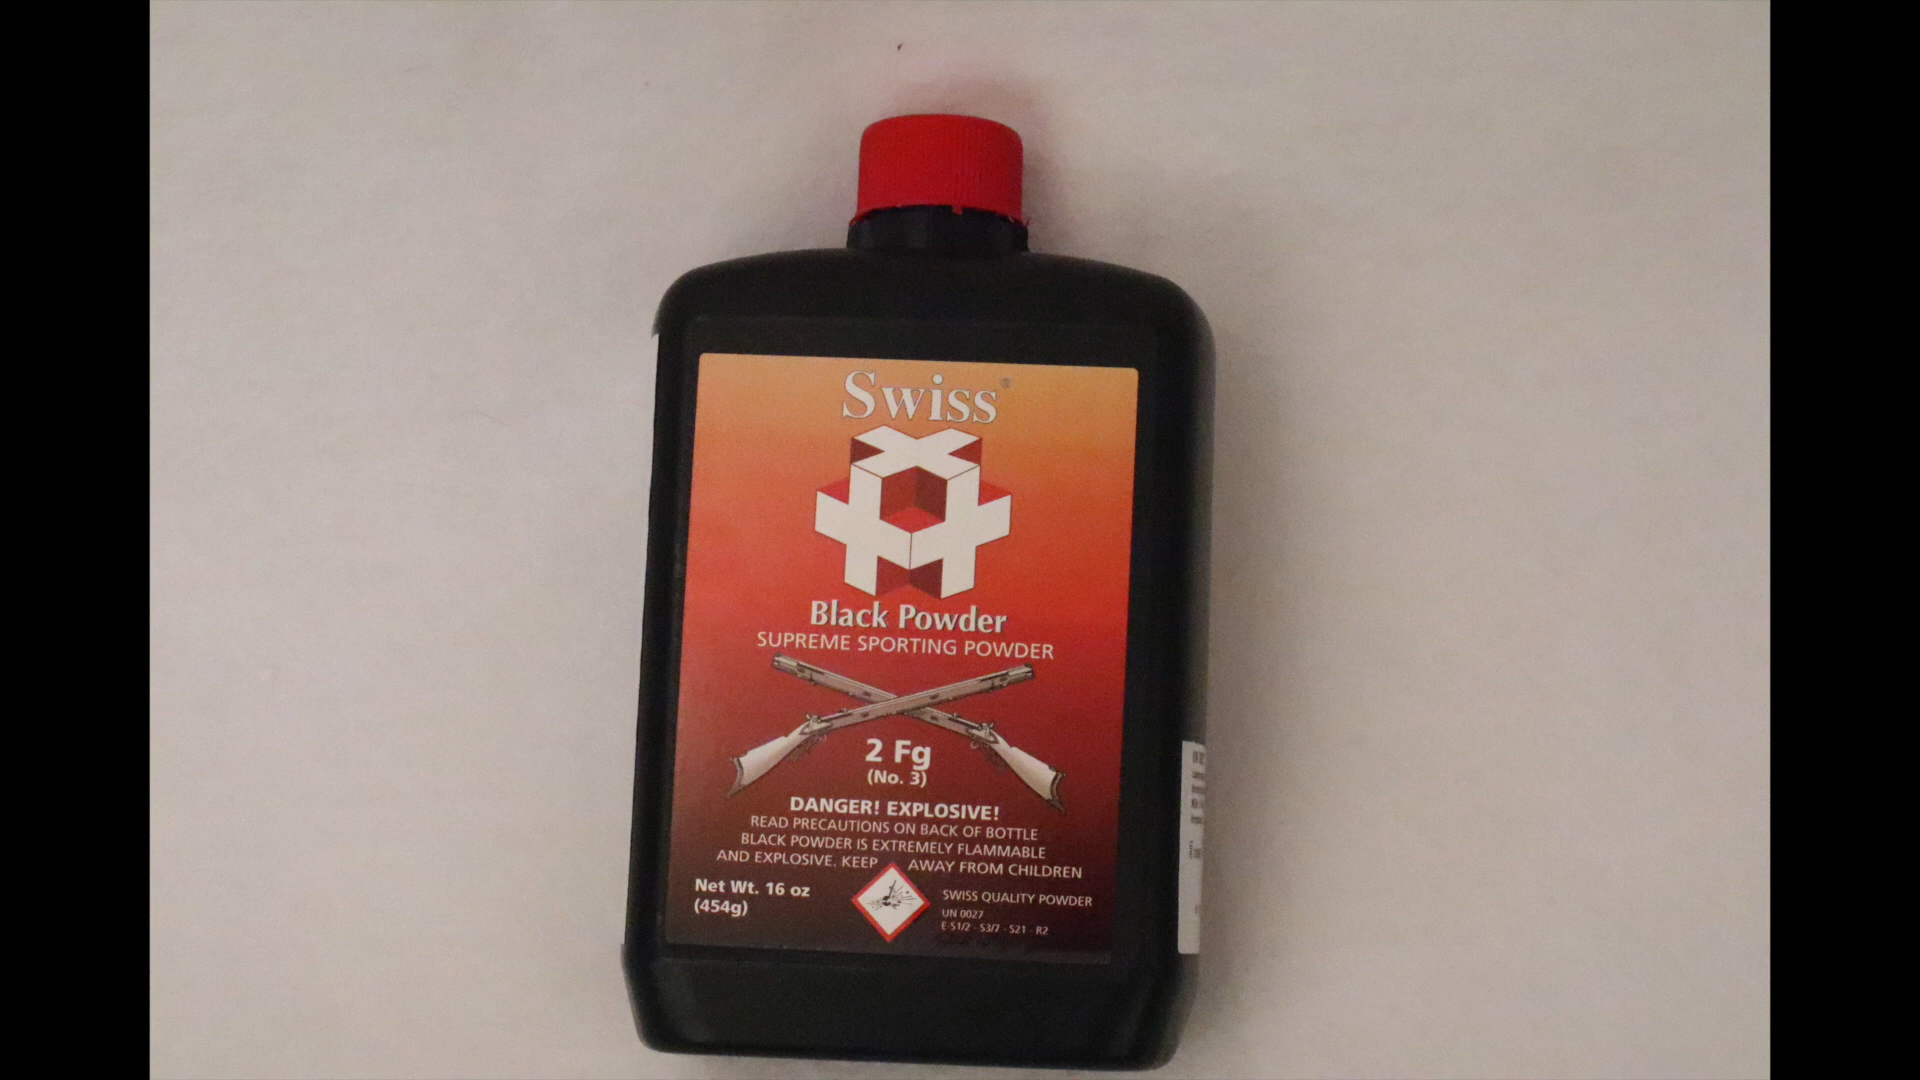 Swiss®
Black Powder
SUPREME SPORTING POWDER
2 Fg
(No. 3)
DANGER! EXPLOSIVE!
READ PRECAUTIONS ON BACK OF BOTTLE
BLACK POWDER IS EXTREMELY FLAMMABLE
AND EXPLOSIVE. KEEP AWAY FROM CHILDREN
Net Wt. 16 oz
(454g)
SWISS QUALITY POWDER
UN 0027
E-S1/2 - S3/7 - S21 - R2